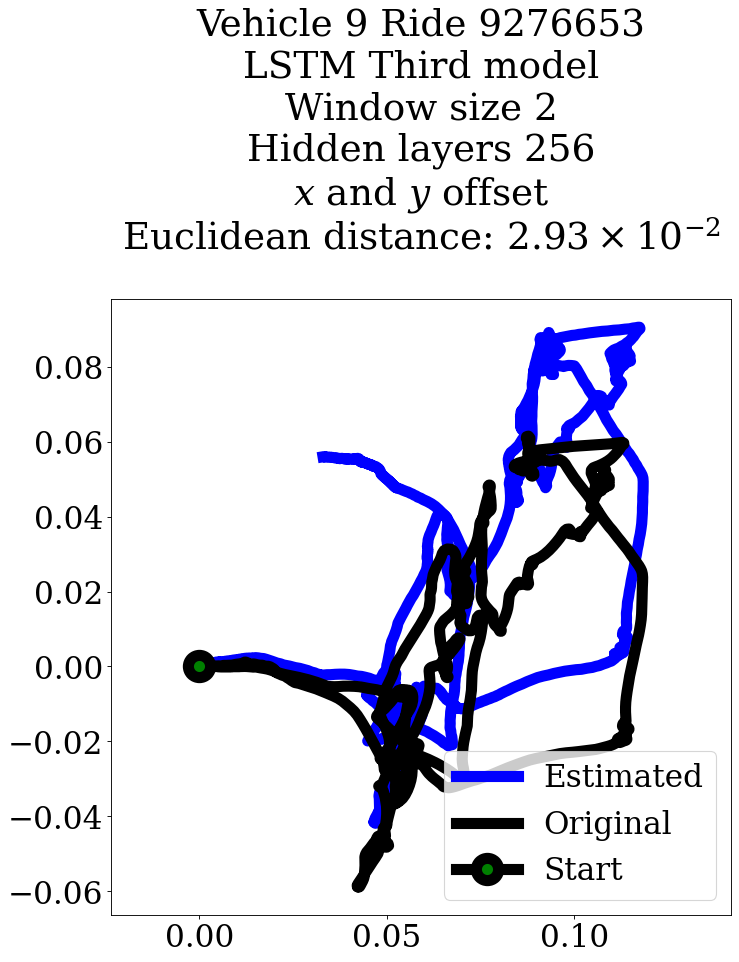 Vehicle 9 Ride 9276653
LSTM Third model
Window size 2
Hidden layers 256
x and y offset
Euclidean distance: 2.93 × 10⁻²
0.08
0.06
0.04
0.02
0.00
−0.02
−0.04
−0.06
0.00 0.05 0.10
Estimated
Original
Start